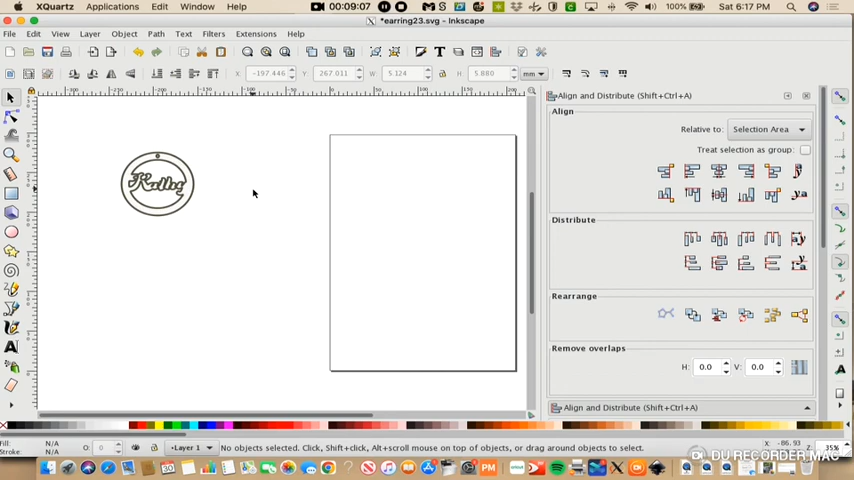 XQuartz Applications Edit Window Help
00:09:07
100% Sat 6:17 PM
*earring23.svg - Inkscape
File Edit View Layer Object Path Text Filters Extensions Help
X: -197.446 Y: 267.011 W: 5.124 H: 5.880 mm
Align and Distribute (Shift+Ctrl+A)
Align
Relative to: Selection Area
Treat selection as group:
Distribute
Rearrange
Remove overlaps
H: 0.0 V: 0.0
Align and Distribute (Shift+Ctrl+A)
Fill: N/A
Stroke: N/A
O: 0
Layer 1
No objects selected. Click, Shift+click, Alt+scroll mouse on top of objects, or drag around objects to select.
X: -86.93
Z: 35%
DU RECORDER MAC